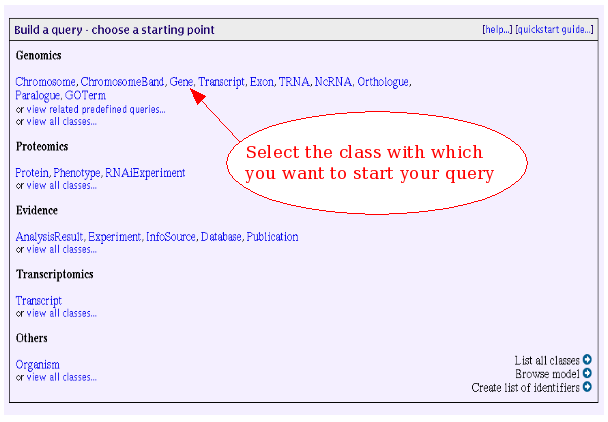 Build a query - choose a starting point [help...] [quickstart guide...]
Genomics
Chromosome, ChromosomeBand, Gene, Transcript, Exon, TRNA, NcRNA, Orthologue,
Paralogue, GOTerm
or view related predefined queries...
or view all classes...
Select the class with which
you want to start your query
Proteomics
Protein, Phenotype, RNAiExperiment
or view all classes...
Evidence
AnalysisResult, Experiment, InfoSource, Database, Publication
or view all classes...
Transcriptomics
Transcript
or view all classes...
Others
Organism
or view all classes...
List all classes
Browse model
Create list of identifiers